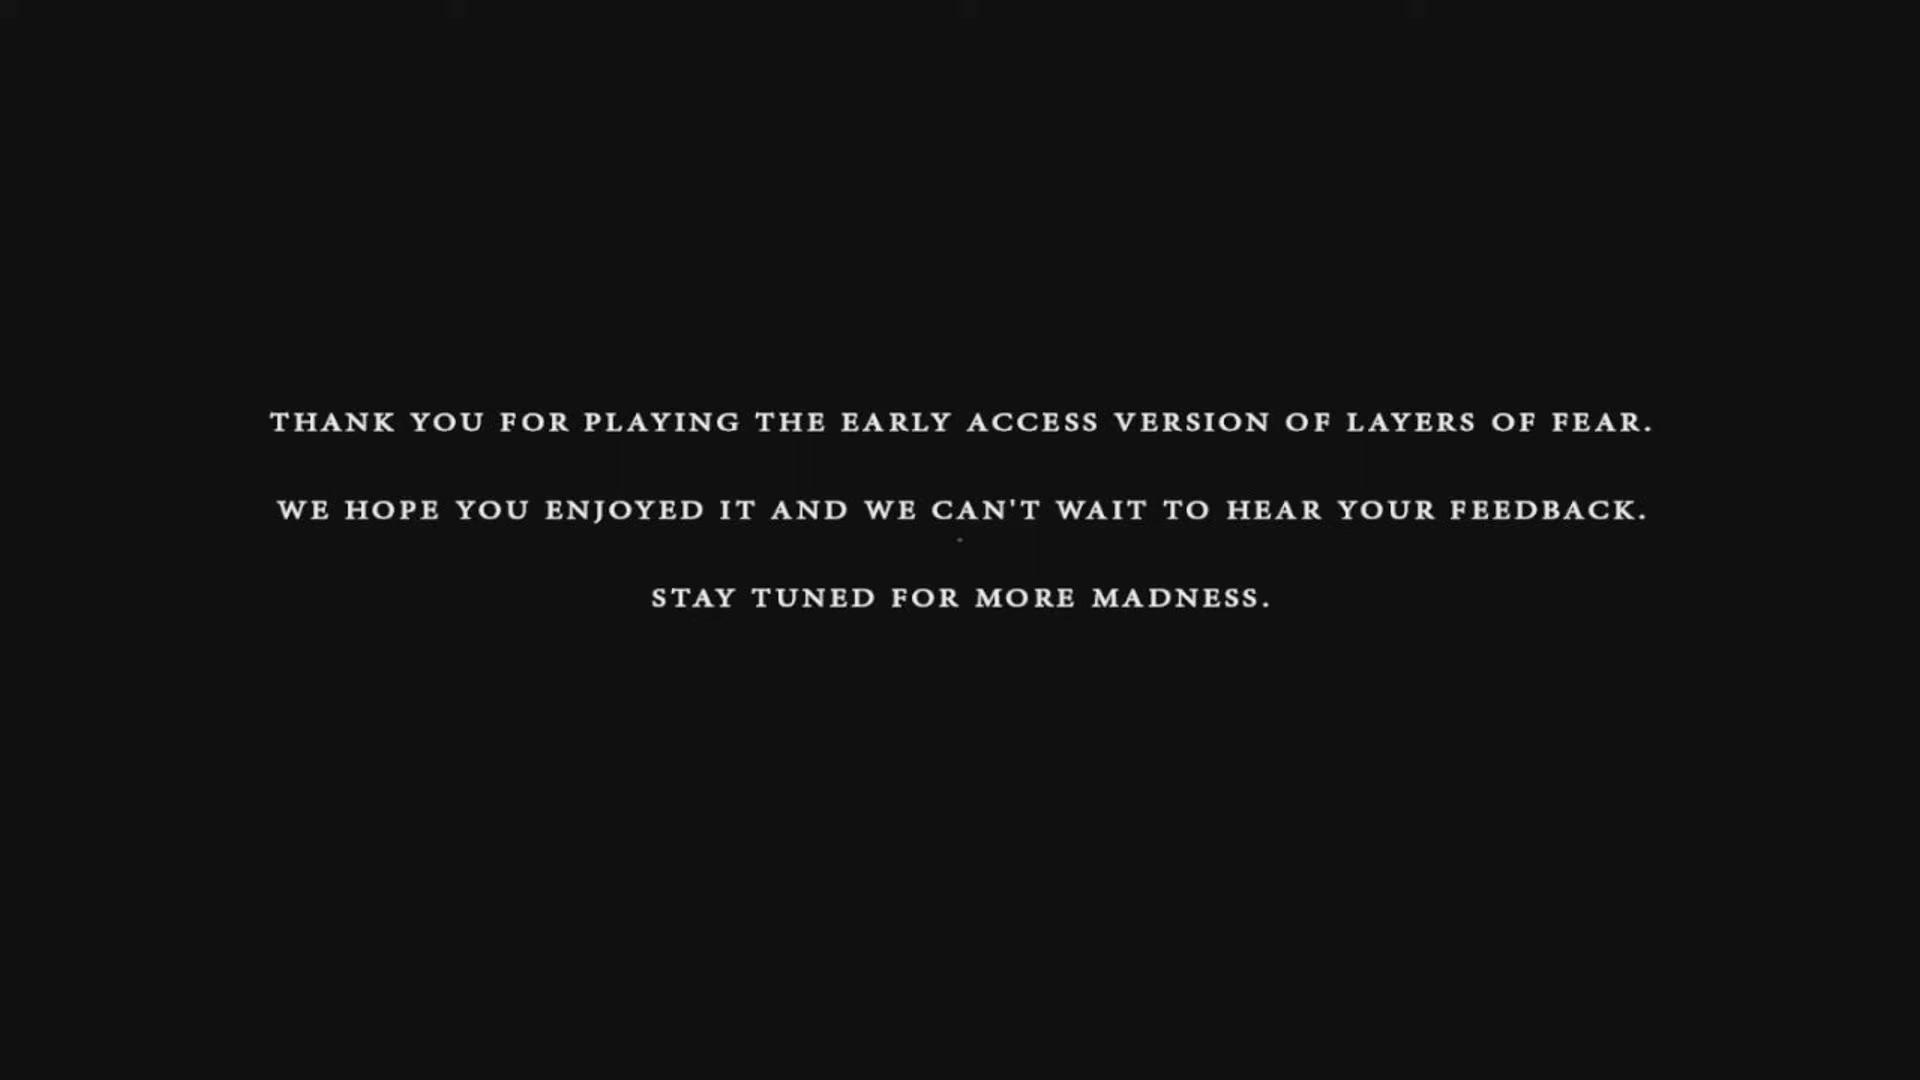 THANK YOU FOR PLAYING THE EARLY ACCESS VERSION OF LAYERS OF FEAR.
WE HOPE YOU ENJOYED IT AND WE CAN'T WAIT TO HEAR YOUR FEEDBACK.
STAY TUNED FOR MORE MADNESS.